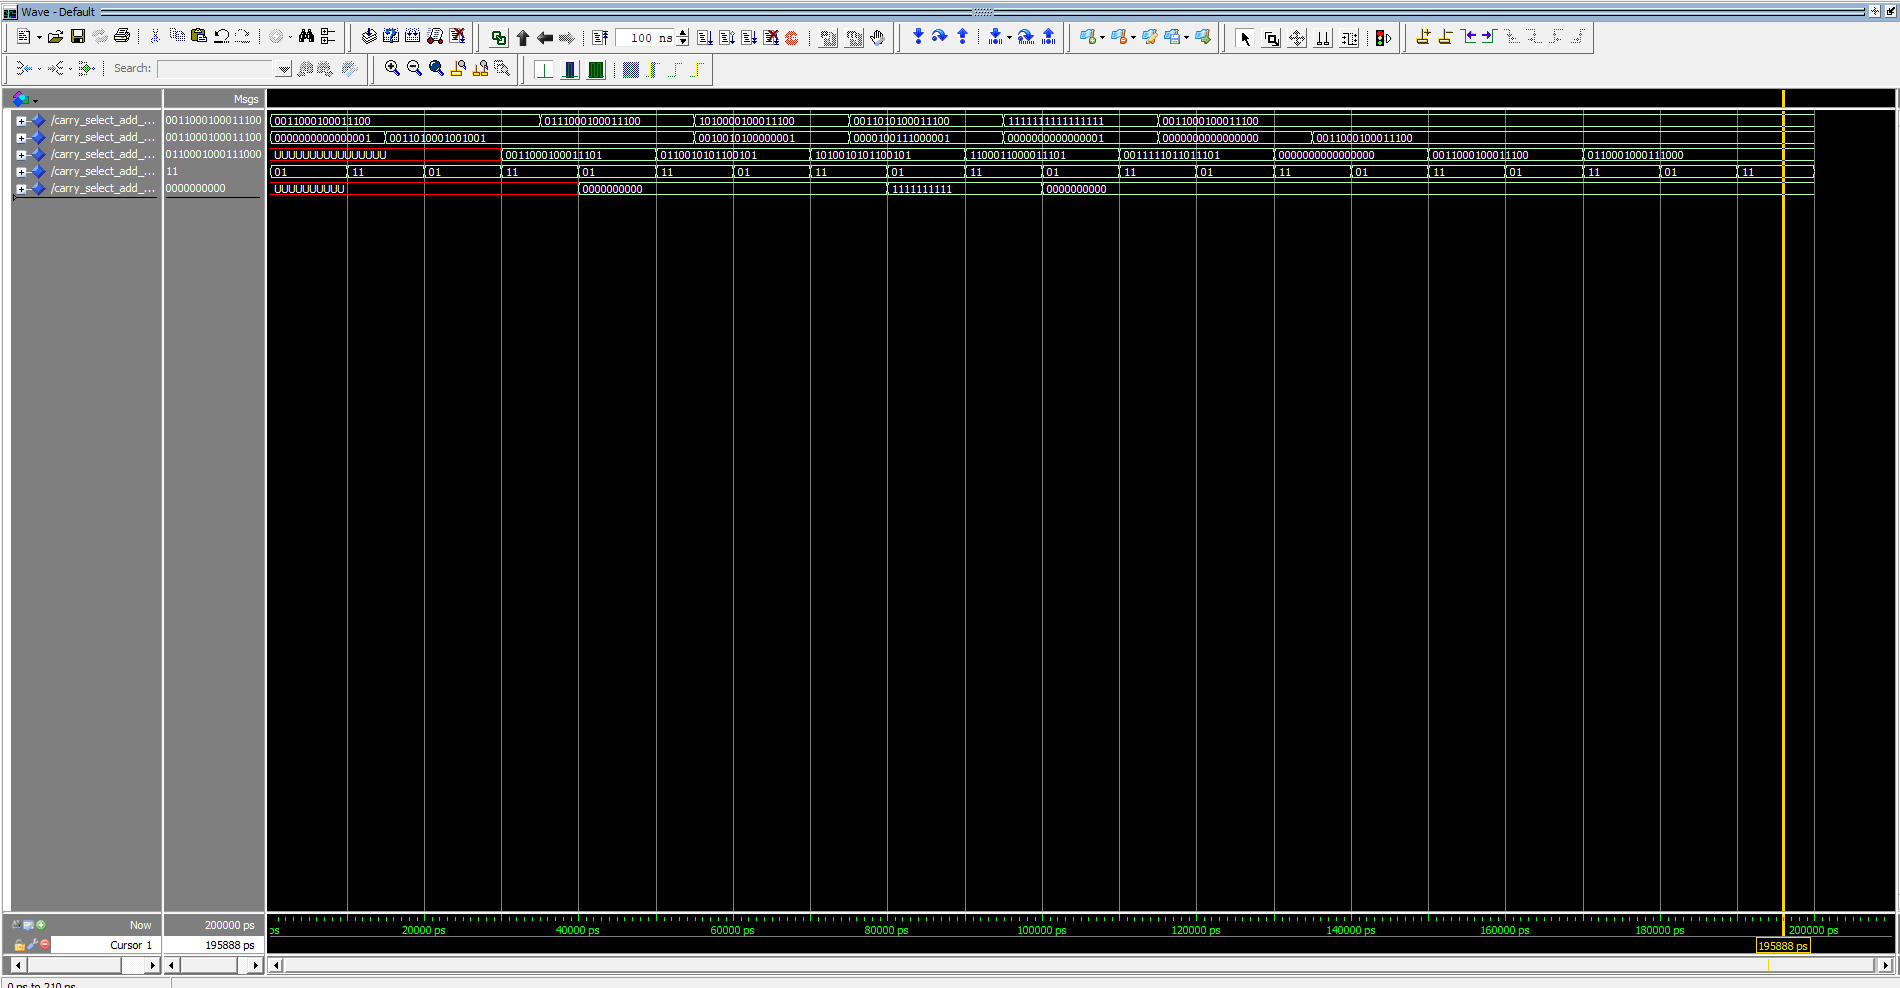 Wave - Default
100 ns
Search:
Msgs
/carry_select_add_... 0011000100011100 0011000100011100 0111000100011100 1010000100011100 0011010100011100 1111111111111111 0011000100011100
/carry_select_add_... 0011000100011100 0000000000000001 0011010001001001 0010010100000001 0000100111000001 0000000000000001 0000000000000000 0011000100011100
/carry_select_add_... 0110001000111000 UUUUUUUUUUUUUUUU 0011000100011101 0110010101100101 1010010101100101 1100011000011101 0011111011011101 0000000000000000 0011000100011100 0110001000111000
/carry_select_add_... 11 01 11 01 11 01 11 01 11 01 11 01 11 01 11 01 11 01 11 01 11
/carry_select_add_... 0000000000 UUUUUUUUUU 0000000000 1111111111 0000000000
Now 200000 ps ps 20000 ps 40000 ps 60000 ps 80000 ps 100000 ps 120000 ps 140000 ps 160000 ps 180000 ps 200000 ps
Cursor 1 195888 ps 195888 ps
0 ps to 210 ns